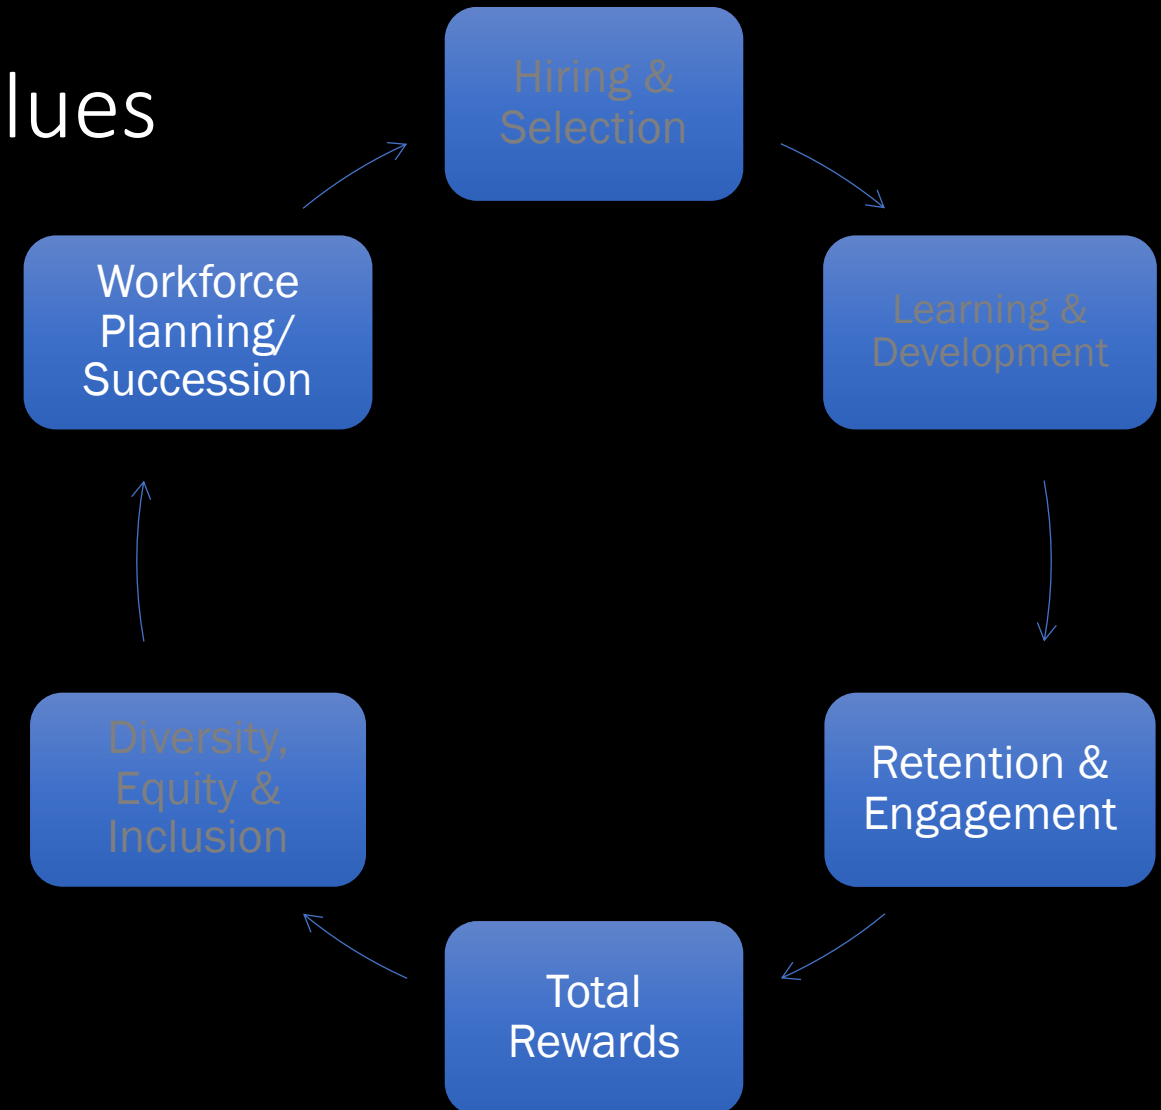 lues
Hiring &
Selection
Learning &
Development
Retention &
Engagement
Total
Rewards
Diversity,
Equity &
Inclusion
Workforce
Planning/
Succession